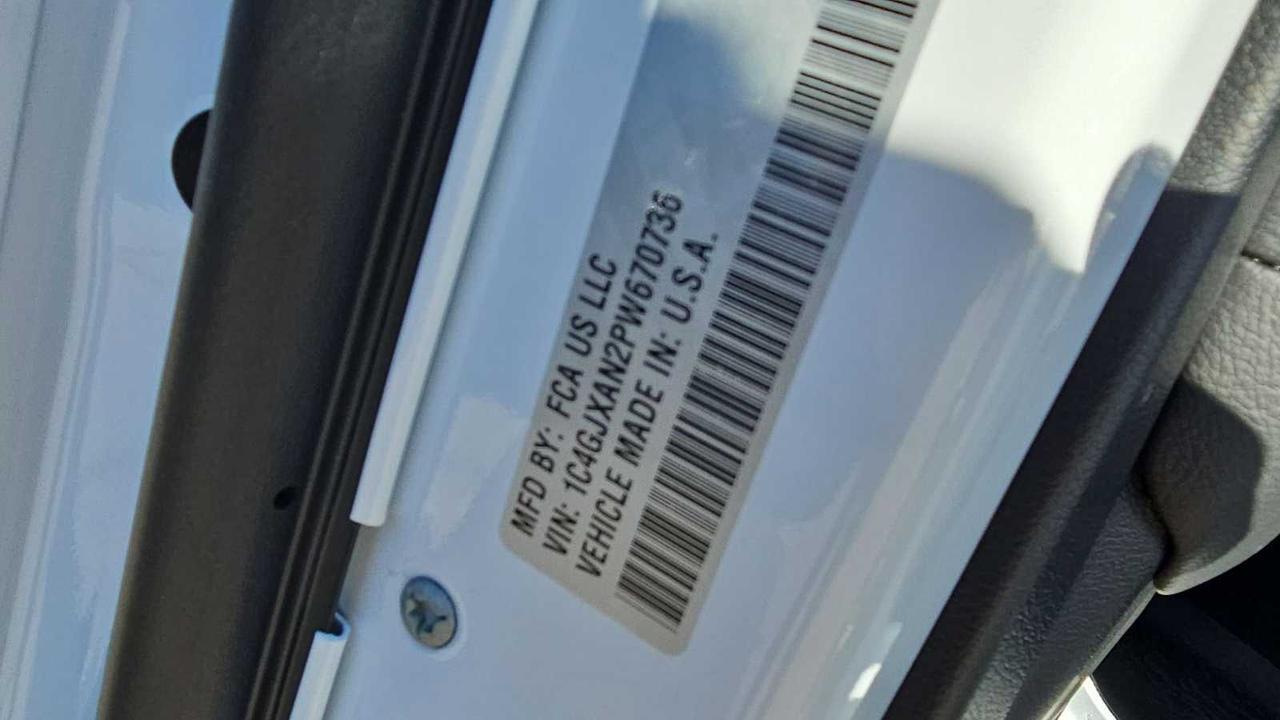 MFD BY: FCA US LLC
VIN: 1C4GJXAN2PW670736
VEHICLE MADE IN: U.S.A.